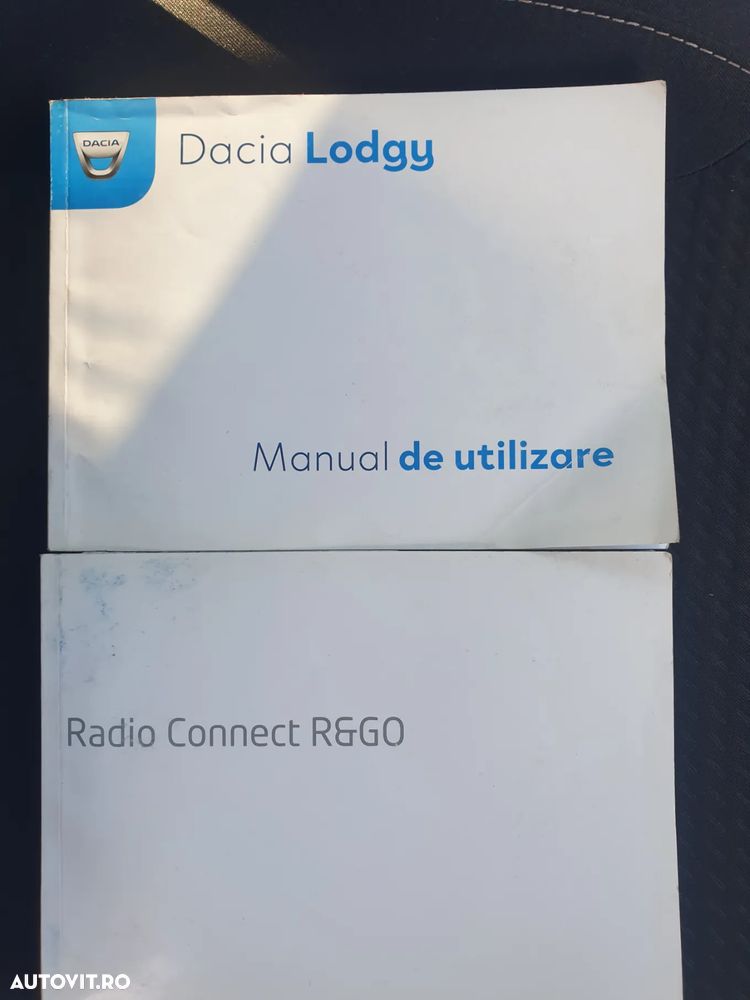 DACIA
Dacia Lodgy
Manual de utilizare
Radio Connect R&GO
AUTOVIT.RO